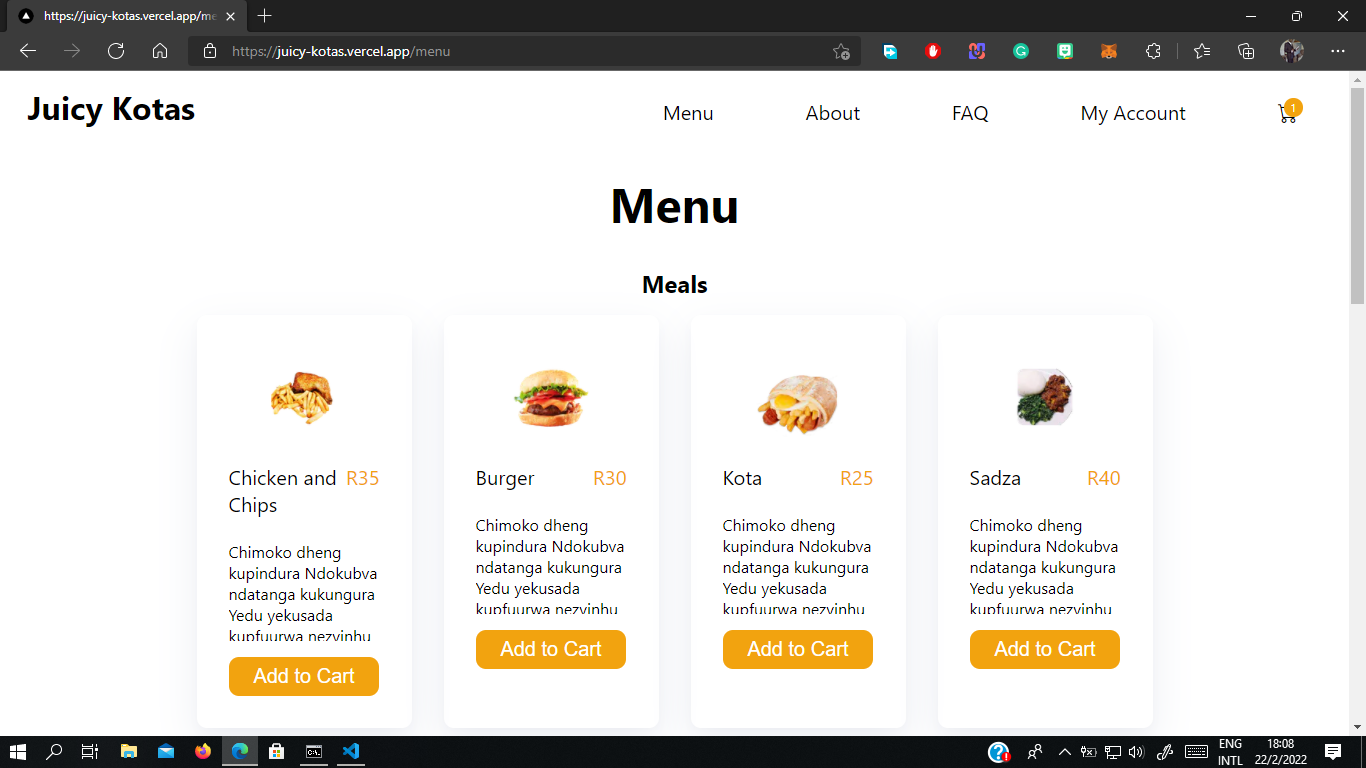 https://juicy-kotas.vercel.app/me
https://juicy-kotas.vercel.app/menu
Juicy Kotas
Menu
About
FAQ
My Account
1
Menu
Meals
Chicken and Chips
R35
Chimoko dheng
kupindura Ndokubva
ndatanga kukungura
Yedu yekusada
kupfuurwa nezvinhu
Add to Cart
Burger
R30
Chimoko dheng
kupindura Ndokubva
ndatanga kukungura
Yedu yekusada
kupfuurwa nezvinhu
Add to Cart
Kota
R25
Chimoko dheng
kupindura Ndokubva
ndatanga kukungura
Yedu yekusada
kupfuurwa nezvinhu
Add to Cart
Sadza
R40
Chimoko dheng
kupindura Ndokubva
ndatanga kukungura
Yedu yekusada
kupfuurwa nezvinhu
Add to Cart
ENG
INTL
18:08
22/2/2022